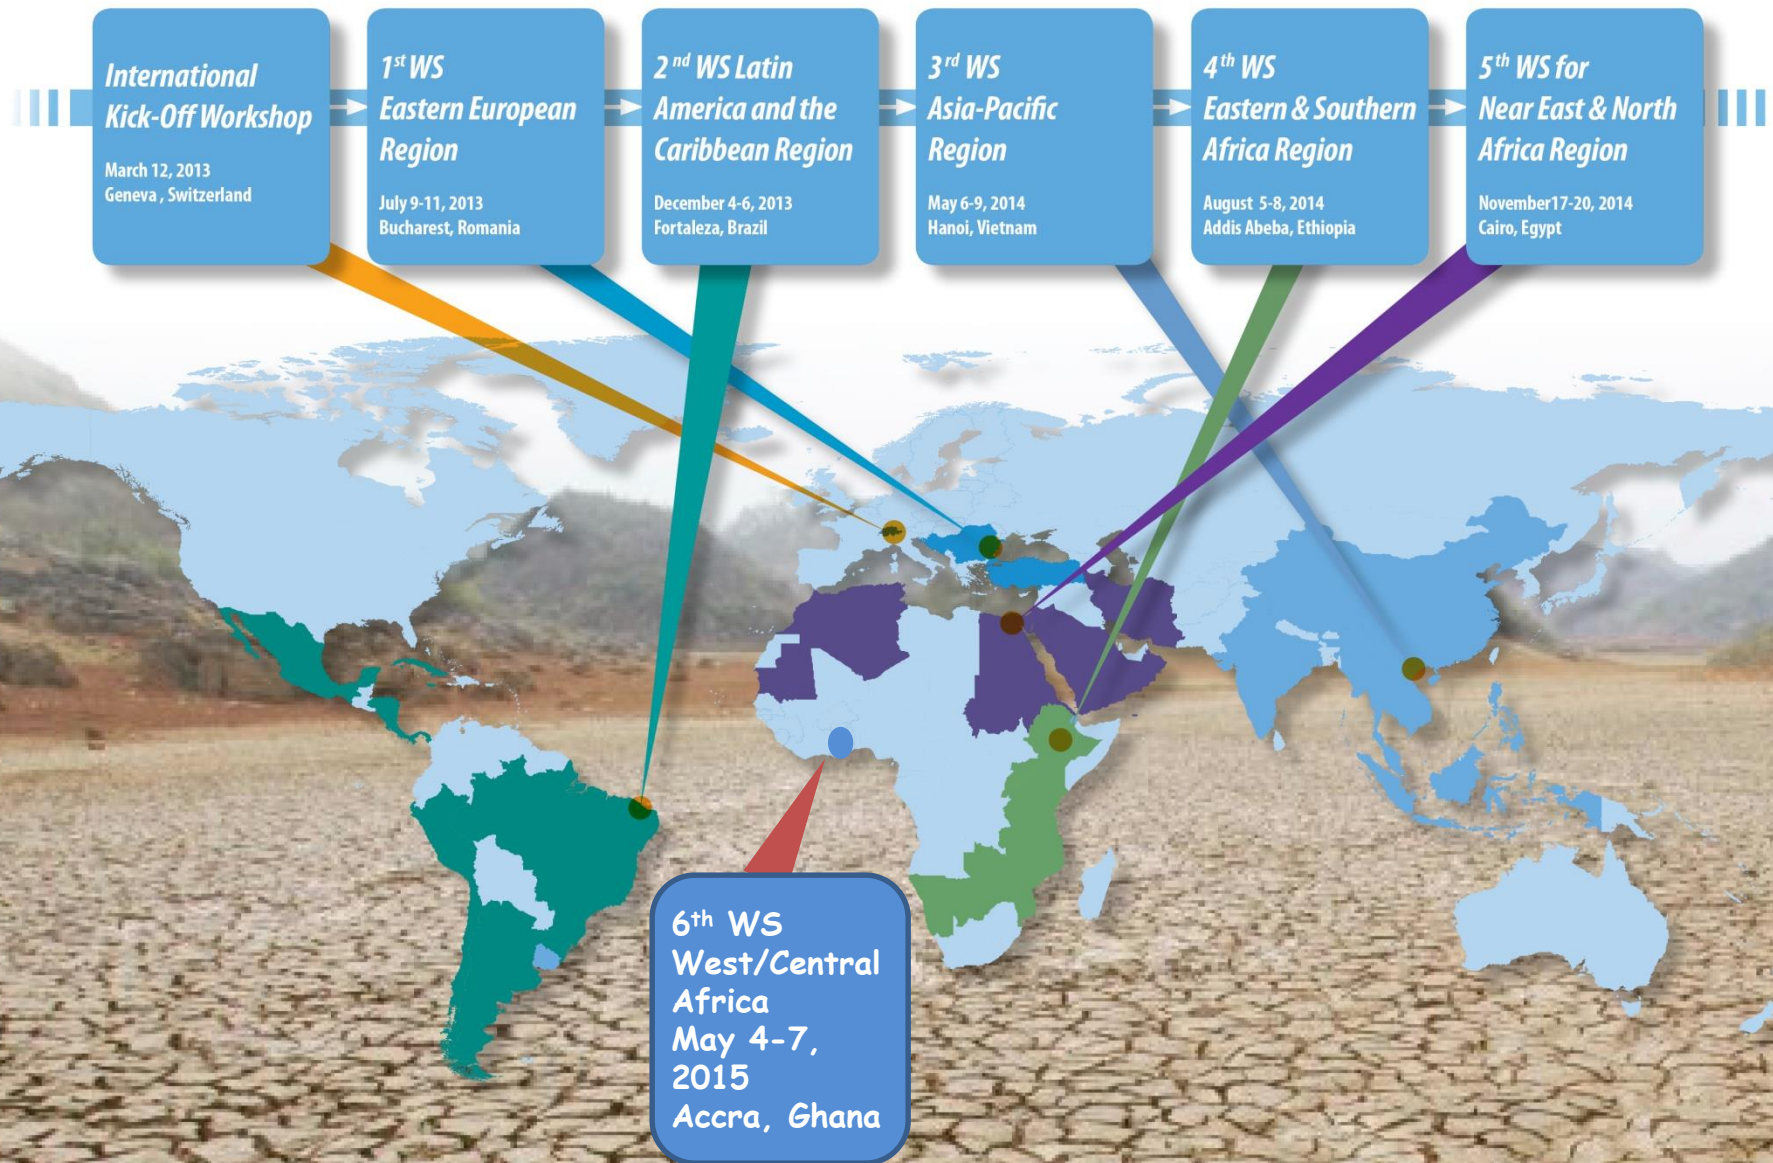 International
Kick-Off Workshop
March 12, 2013
Geneva , Switzerland
1st WS
Eastern European
Region
July 9-11, 2013
Bucharest, Romania
2nd WS Latin
America and the
Caribbean Region
December 4-6, 2013
Fortaleza, Brazil
3rd WS
Asia-Pacific
Region
May 6-9, 2014
Hanoi, Vietnam
4th WS
Eastern & Southern
Africa Region
August 5-8, 2014
Addis Abeba, Ethiopia
5th WS for
Near East & North
Africa Region
November17-20, 2014
Cairo, Egypt
6th WS
West/Central
Africa
May 4-7,
2015
Accra, Ghana